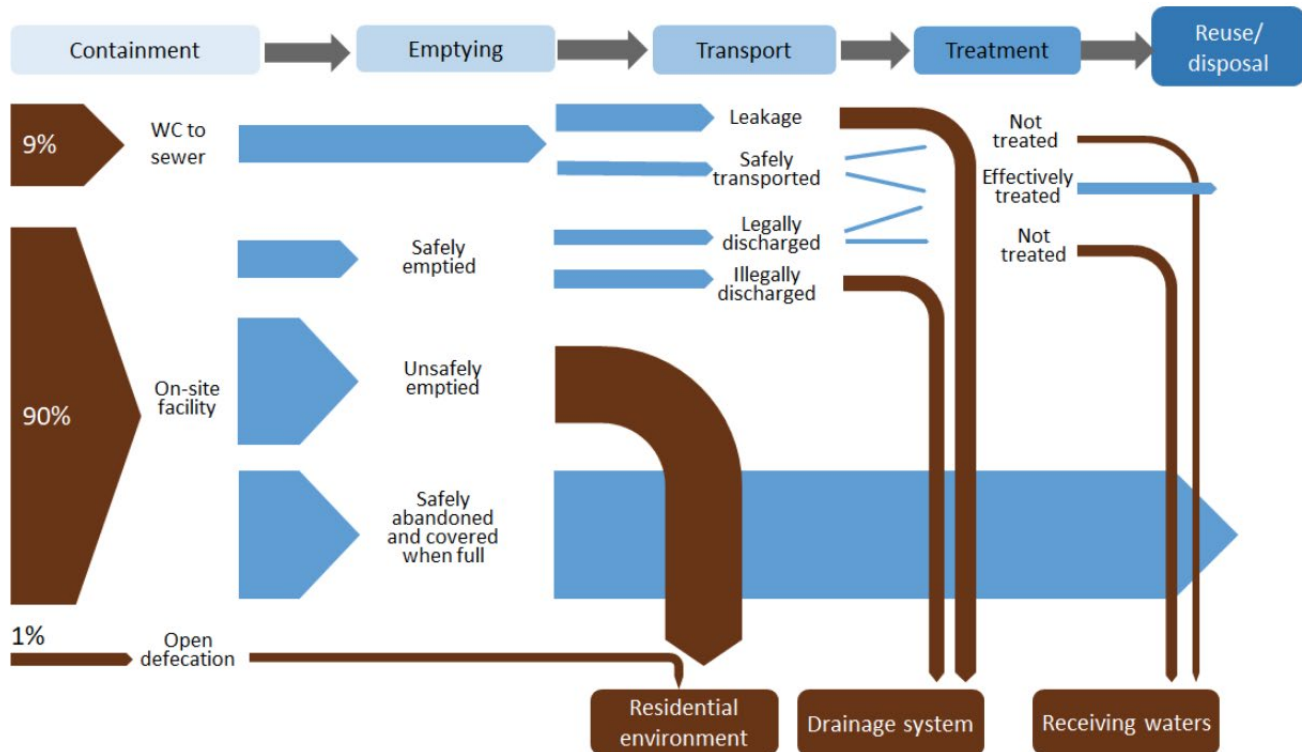 Containment
Emptying
Transport
Treatment
Reuse/
disposal
9%
WC to
sewer
Leakage
Safely
transported
Not
treated
Effectively
treated
Legally
discharged
Not
treated
Illegally
discharged
Safely
emptied
90%
On-site
facility
Unsafely
emptied
Safely
abandoned
and covered
when full
1%
Open
defecation
Residential
environment
Drainage system
Receiving waters